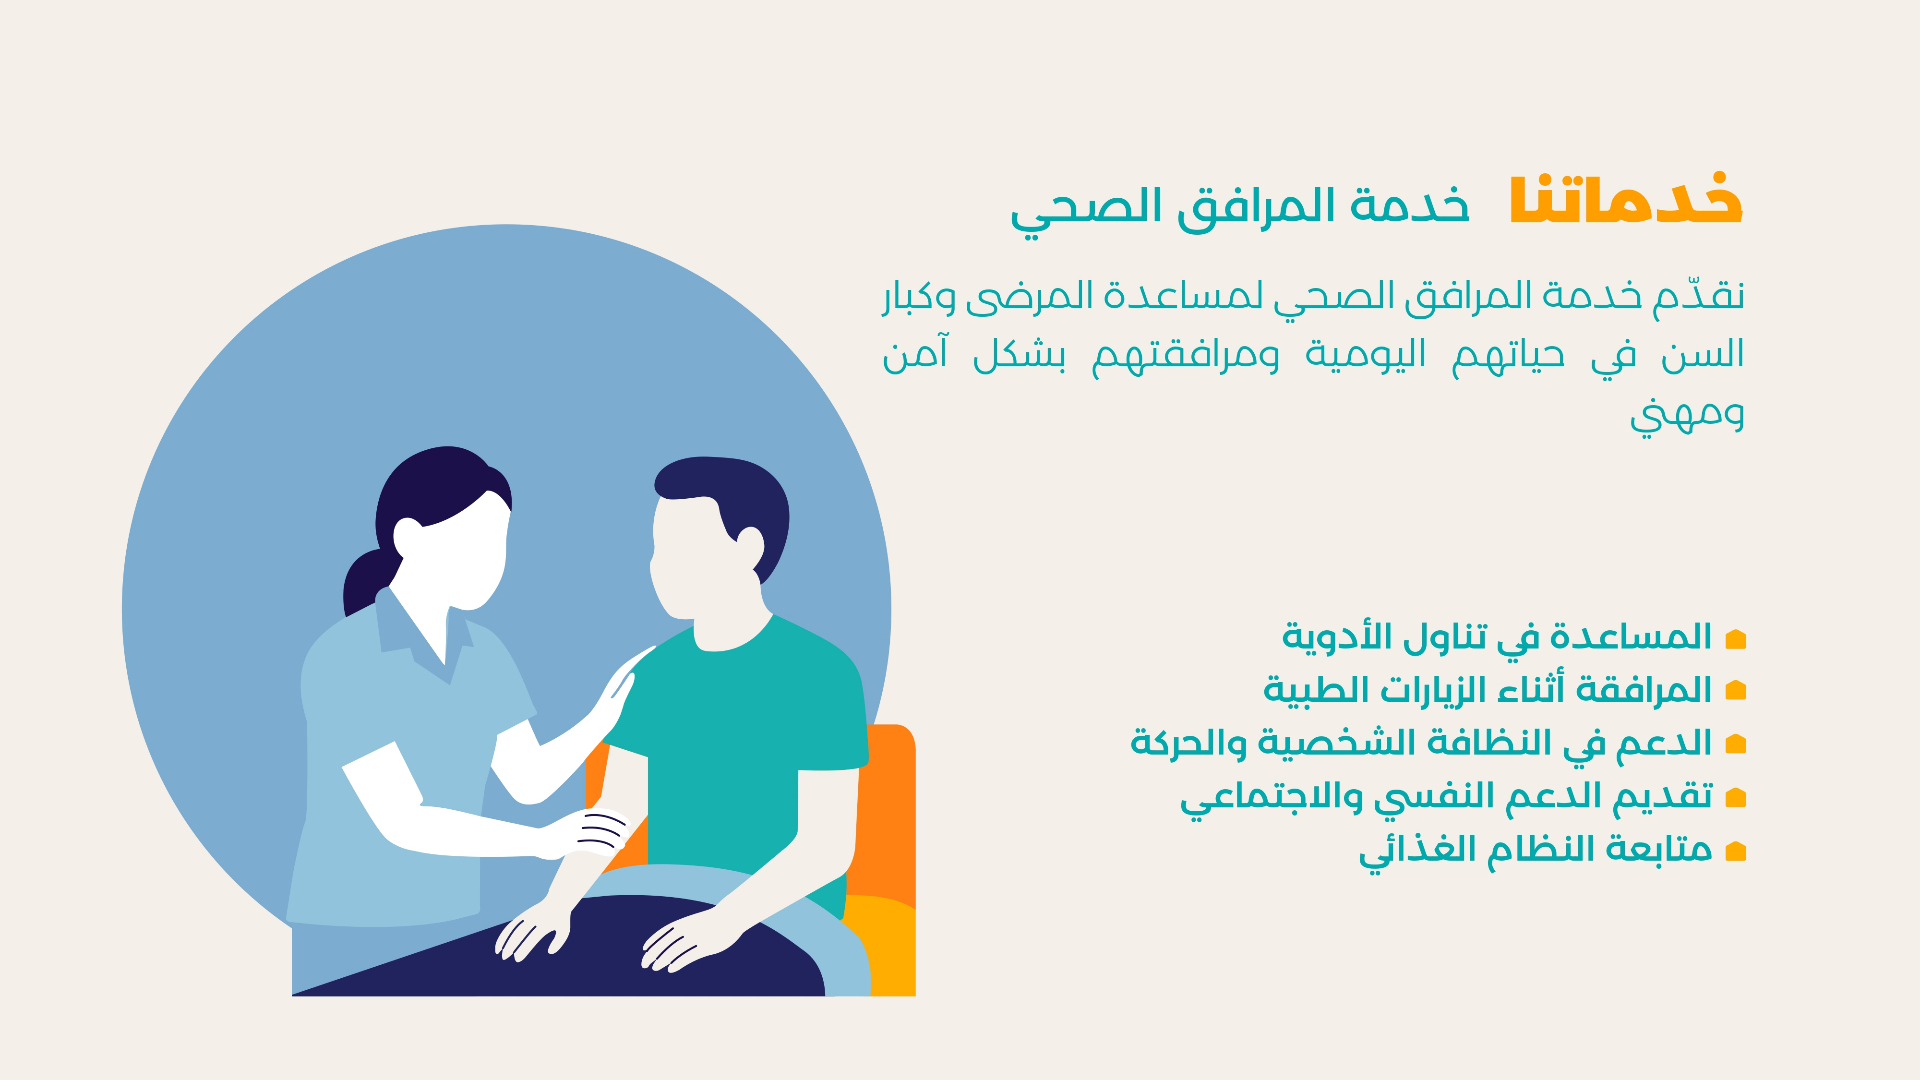 خدماتنا خدمة المرافق الصحي
نقدّم خدمة المرافق الصحي لمساعدة المرضى وكبار
السن في حياتهم اليومية ومرافقتهم بشكل آمن
ومهني
المساعدة في تناول الأدوية
المرافقة أثناء الزيارات الطبية
الدعم في النظافة الشخصية والحركة
تقديم الدعم النفسي والاجتماعي
متابعة النظام الغذائي